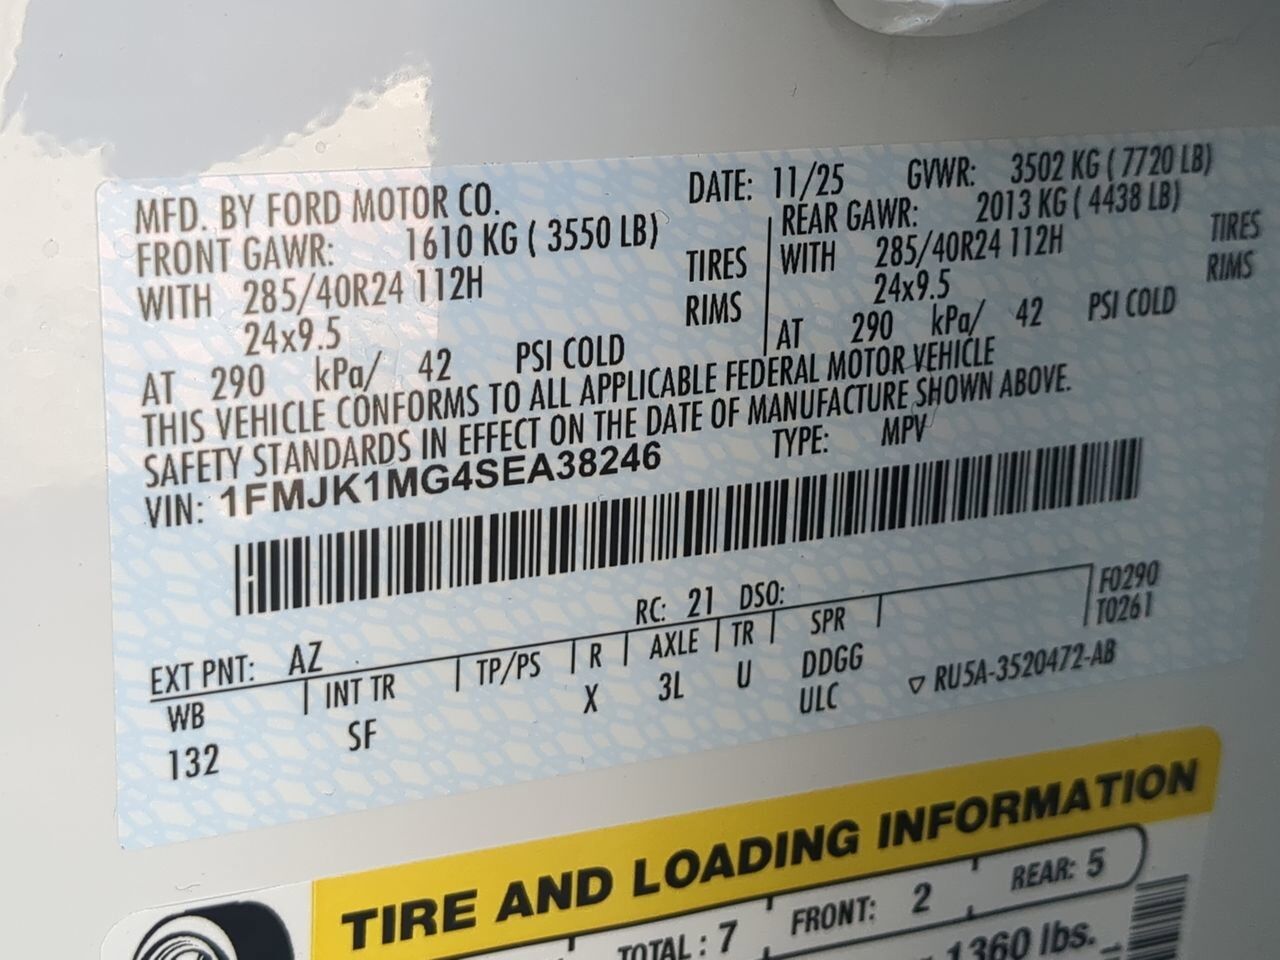 MFD. BY FORD MOTOR CO. DATE: 11/25 GVWR: 3502 KG ( 7720 LB)
FRONT GAWR: 1610 KG ( 3550 LB) REAR GAWR: 2013 KG ( 4438 LB)
WITH 285/40R24 112H TIRES WITH 285/40R24 112H TIRES
24x9.5 RIMS 24x9.5 RIMS
AT 290 kPa/ 42 PSI COLD AT 290 kPa/ 42 PSI COLD
THIS VEHICLE CONFORMS TO ALL APPLICABLE FEDERAL MOTOR VEHICLE
SAFETY STANDARDS IN EFFECT ON THE DATE OF MANUFACTURE SHOWN ABOVE.
VIN: 1FMJK1MG4SEA38246 TYPE: MPV
F0290
T0261
EXT PNT: AZ RC: 21 DSO:
WB INT TR TP/PS R AXLE TR SPR
132 SF X 3L U DDGG
ULC RU5A-3520472-AB
TIRE AND LOADING INFORMATION
TOTAL : 7 FRONT: 2 REAR: 5
1360 lbs.